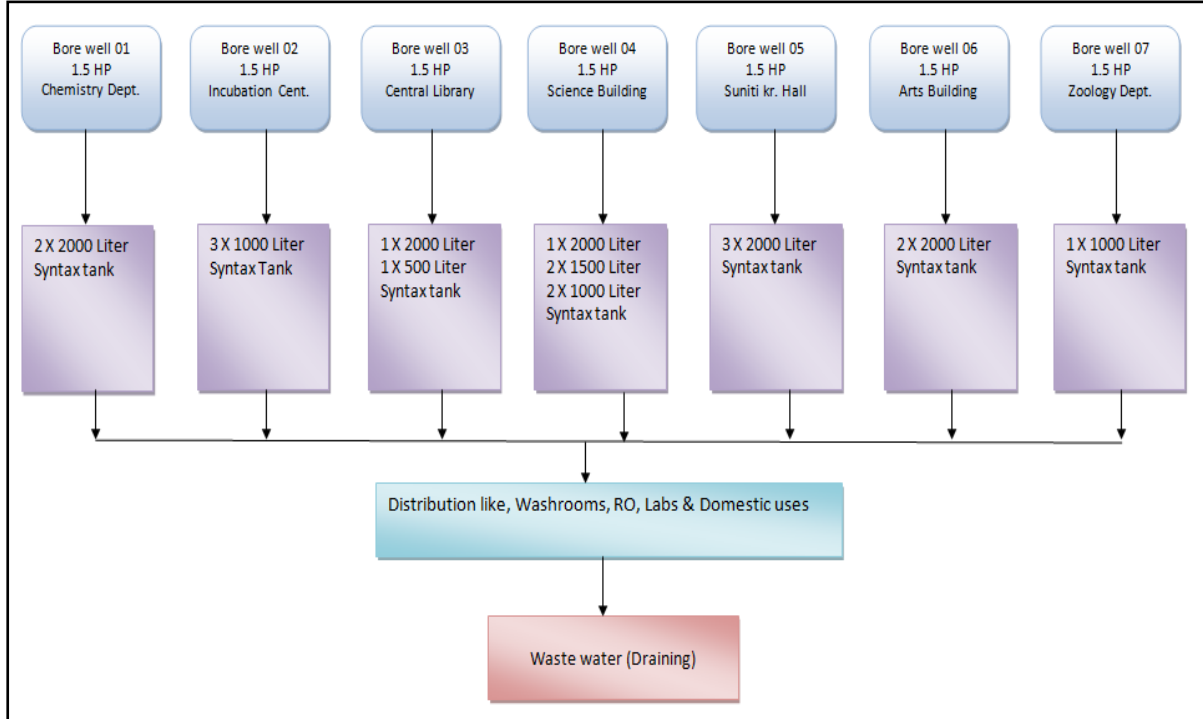 Bore well 01
1.5 HP
Chemistry Dept.
Bore well 02
1.5 HP
Incubation Cent.
Bore well 03
1.5 HP
Central Library
Bore well 04
1.5 HP
Science Building
Bore well 05
1.5 HP
Suniti kr. Hall
Bore well 06
1.5 HP
Arts Building
Bore well 07
1.5 HP
Zoology Dept.
2 X 2000 Liter
Syntax tank
3 X 1000 Liter
Syntax Tank
1 X 2000 Liter
1 X 500 Liter
Syntax tank
1 X 2000 Liter
2 X 1500 Liter
2 X 1000 Liter
Syntax tank
3 X 2000 Liter
Syntax tank
2 X 2000 Liter
Syntax tank
1 X 1000 Liter
Syntax tank
Distribution like, Washrooms, RO, Labs & Domestic uses
Waste water (Draining)